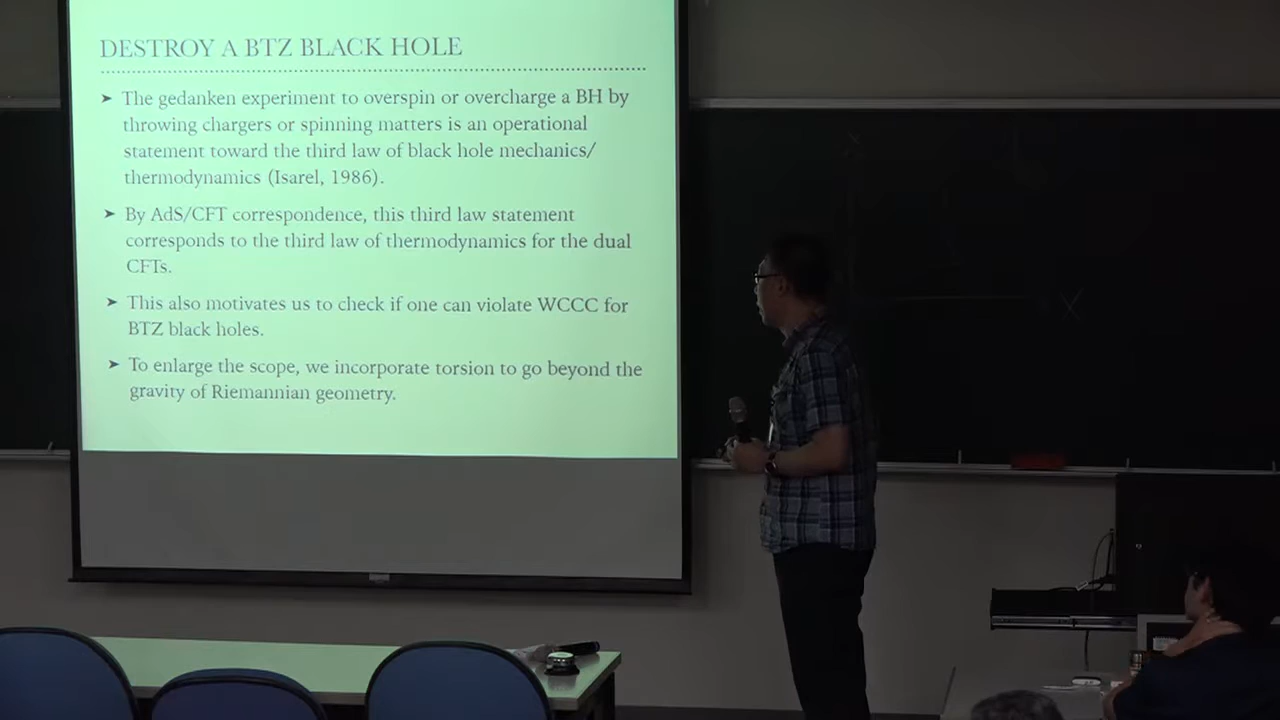 DESTROY A BTZ BLACK HOLE
➤ The gedanken experiment to overspin or overcharge a BH by
throwing chargers or spinning matters is an operational
statement toward the third law of black hole mechanics/
thermodynamics (Isarel, 1986).
➤ By AdS/CFT correspondence, this third law statement
corresponds to the third law of thermodynamics for the dual
CFTs.
➤ This also motivates us to check if one can violate WCCC for
BTZ black holes.
➤ To enlarge the scope, we incorporate torsion to go beyond the
gravity of Riemannian geometry.